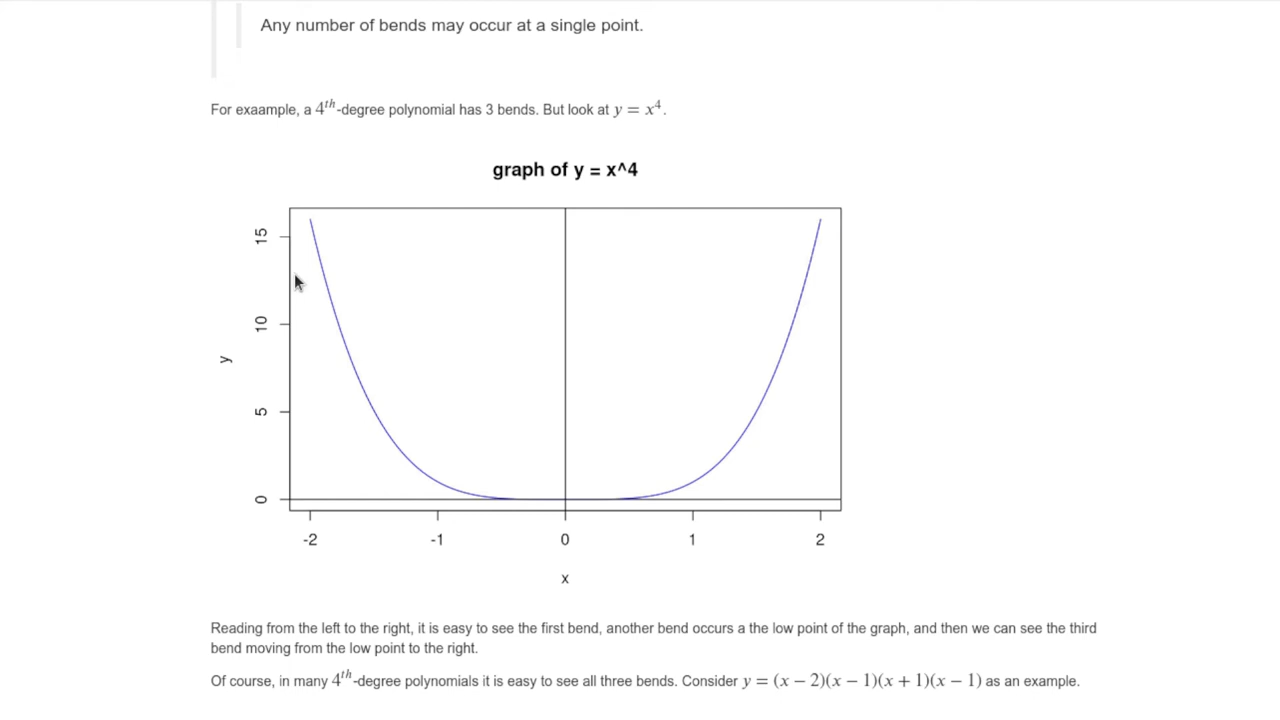 Any number of bends may occur at a single point.
For exaample, a 4th-degree polynomial has 3 bends. But look at y = x4.
graph of y = x^4
15
10
5
0
y
-2 -1 0 1 2
x
Reading from the left to the right, it is easy to see the first bend, another bend occurs a the low point of the graph, and then we can see the third
bend moving from the low point to the right.
Of course, in many 4th-degree polynomials it is easy to see all three bends. Consider y = (x − 2)(x − 1)(x + 1)(x − 1) as an example.